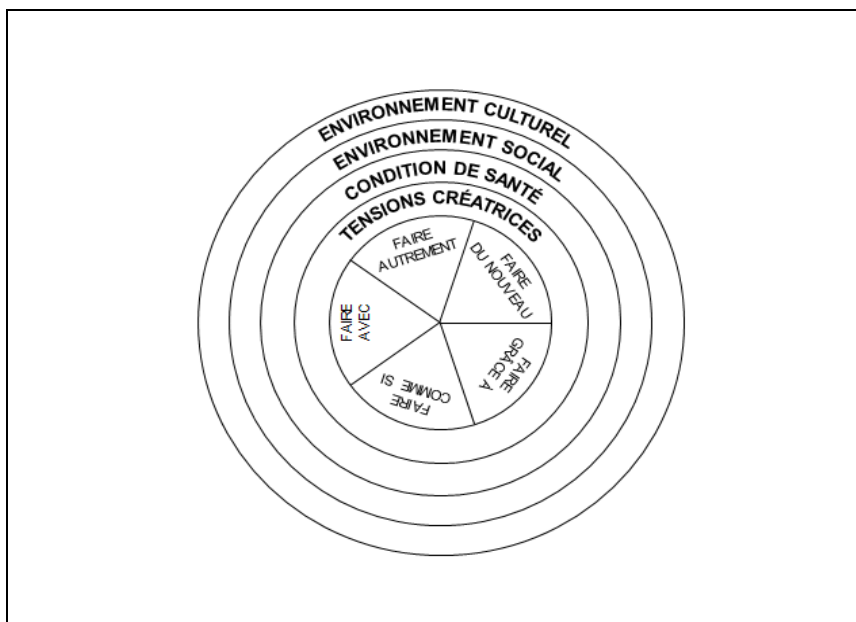 ENVIRONNEMENT CULTUREL
ENVIRONNEMENT SOCIAL
CONDITION DE SANTÉ
TENSIONS CRÉATRICES
FAIRE
AUTREMENT
FAIRE
DU NOUVEAU
FAIRE
GRÂCE À
FAIRE
COMME SI
FAIRE
AVEC